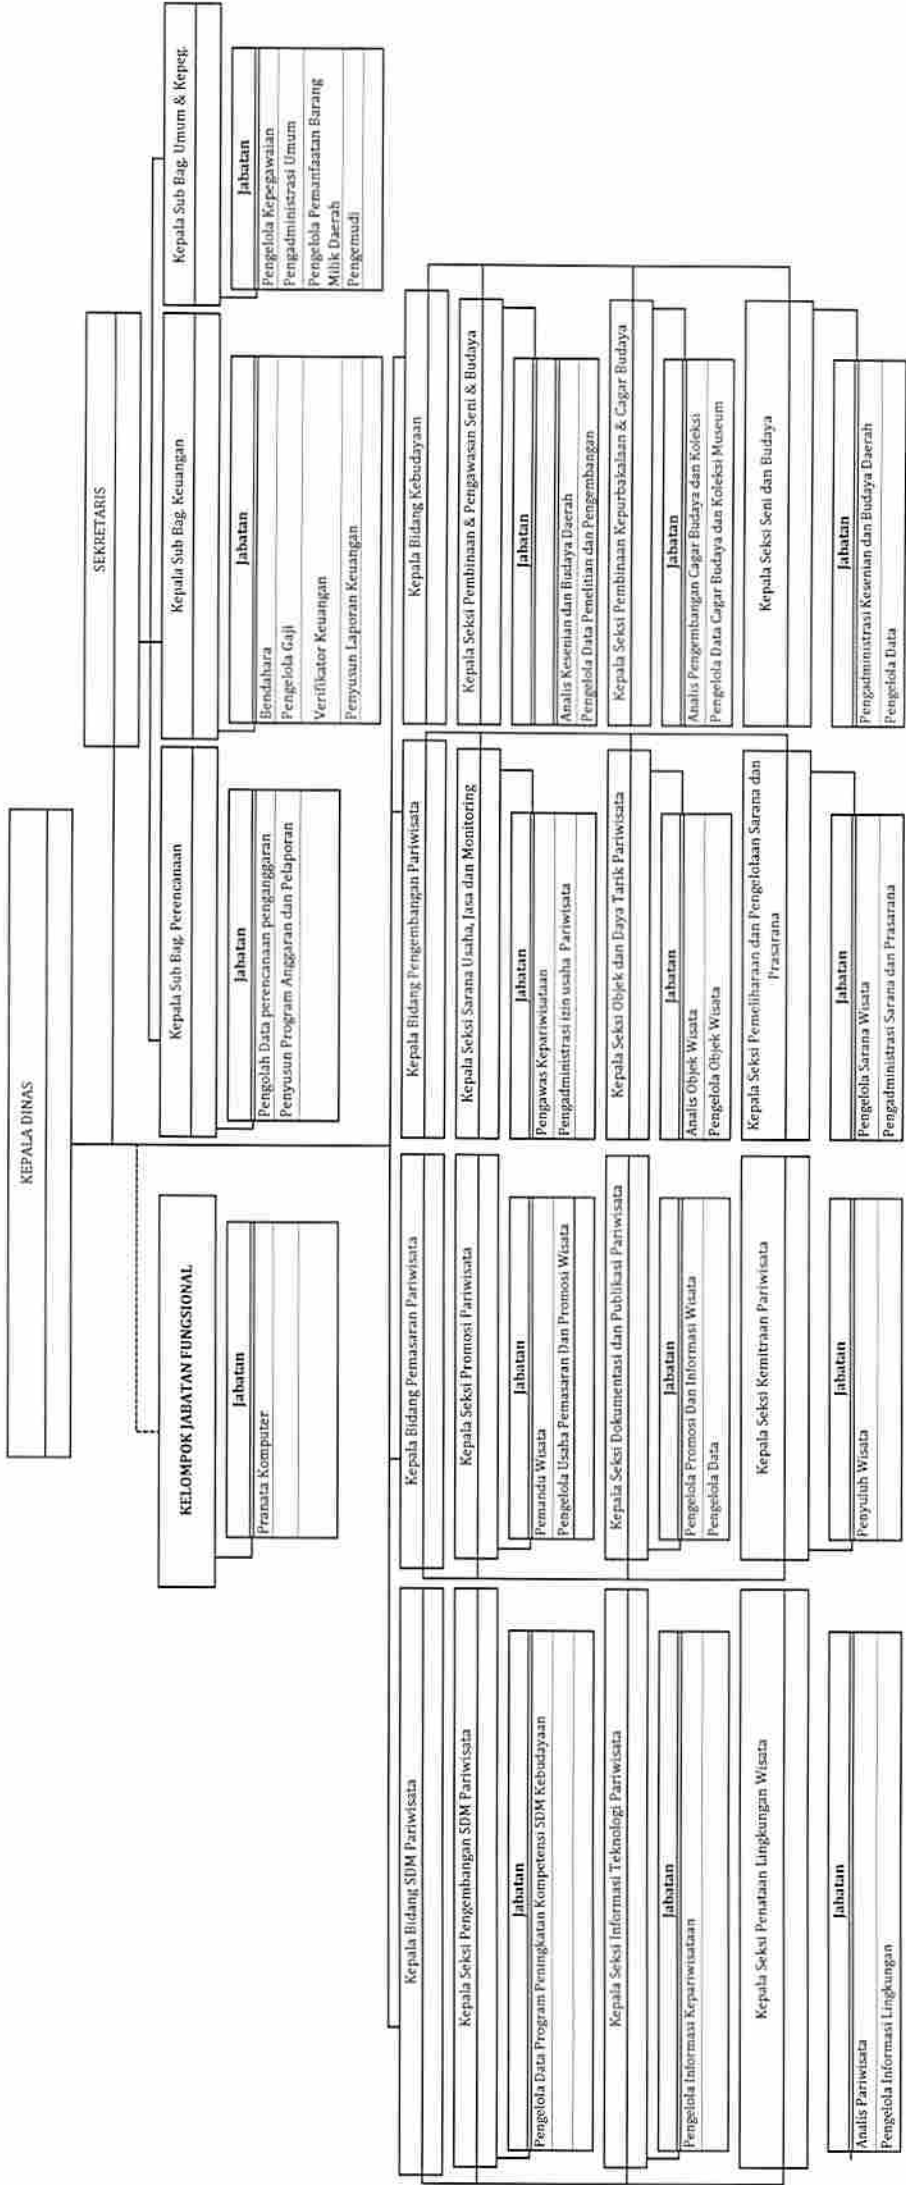 KEPALA DINAS
SEKRETARIS
KELOMPOK JABATAN FUNGSIONAL
Jabatan
Pranata Komputer
Kepala Sub Bag. Perencanaan
Jabatan
Pengolah Data perencanaan penganggaran
Penyusun Program Anggaran dan Pelaporan
Kepala Sub Bag. Keuangan
Jabatan
Bendahara
Pengelola Gaji
Verifikator Keuangan
Penyusun Laporan Keuangan
Kepala Sub Bag. Umum & Kepeg.
Jabatan
Pengelola Kepegawaian
Pengadministrasi Umum
Pengelola Pemanfaatan Barang
Milik Daerah
Pengemudi
Kepala Bidang SDM Pariwisata
Kepala Seksi Pengembangan SDM Pariwisata
Jabatan
Pengelola Data Program Peningkatan Kompetensi SDM Kebudayaan
Kepala Seksi Informasi Teknologi Pariwisata
Jabatan
Pengelola Informasi Kepariwisataan
Kepala Seksi Penataan Lingkungan Wisata
Jabatan
Analis Pariwisata
Pengelola Informasi Lingkungan
Kepala Bidang Pemasaran Pariwisata
Kepala Seksi Promosi Pariwisata
Jabatan
Pemandu Wisata
Pengelola Usaha Pemasaran Dan Promosi Wisata
Kepala Seksi Dokumentasi dan Publikasi Pariwisata
Jabatan
Pengelola Promosi Dan Informasi Wisata
Pengelola Data
Kepala Seksi Kemitraan Pariwisata
Jabatan
Penyuluh Wisata
Kepala Bidang Pengembangan Pariwisata
Kepala Seksi Sarana Usaha, Jasa dan Monitoring
Jabatan
Pengawas Kepariwisataan
Pengadministrasi izin usaha Pariwisata
Kepala Seksi Objek dan Daya Tarik Pariwisata
Jabatan
Analis Objek Wisata
Pengelola Objek Wisata
Kepala Seksi Pemeliharaan dan Pengelolaan Sarana dan
Prasarana
Jabatan
Pengelola Sarana Wisata
Pengadministrasi Sarana dan Prasarana
Kepala Bidang Kebudayaan
Kepala Seksi Pembinaan & Pengawasan Seni & Budaya
Jabatan
Analis Kesenian dan Budaya Daerah
Pengelola Data Penelitian dan Pengembangan
Kepala Seksi Pembinaan Kepurbakalaan & Cagar Budaya
Jabatan
Analis Pengembangan Cagar Budaya dan Koleksi
Pengelola Data Cagar Budaya dan Koleksi Museum
Kepala Seksi Seni dan Budaya
Jabatan
Pengadministrasi Kesenian dan Budaya Daerah
Pengelola Data